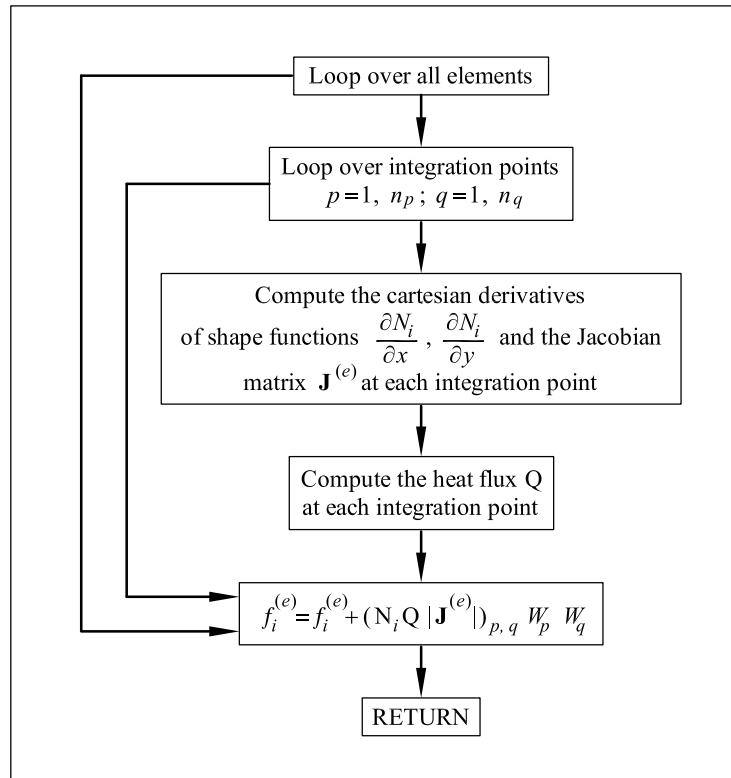 Loop over all elements
Loop over integration points
p=1, n_p ; q=1, n_q
Compute the cartesian derivatives
of shape functions ∂N_i/∂x , ∂N_i/∂y and the Jacobian
matrix J^(e) at each integration point
Compute the heat flux Q
at each integration point
f_i^(e) = f_i^(e) + (N_i Q |J^(e)|)_p,q W_p W_q
RETURN